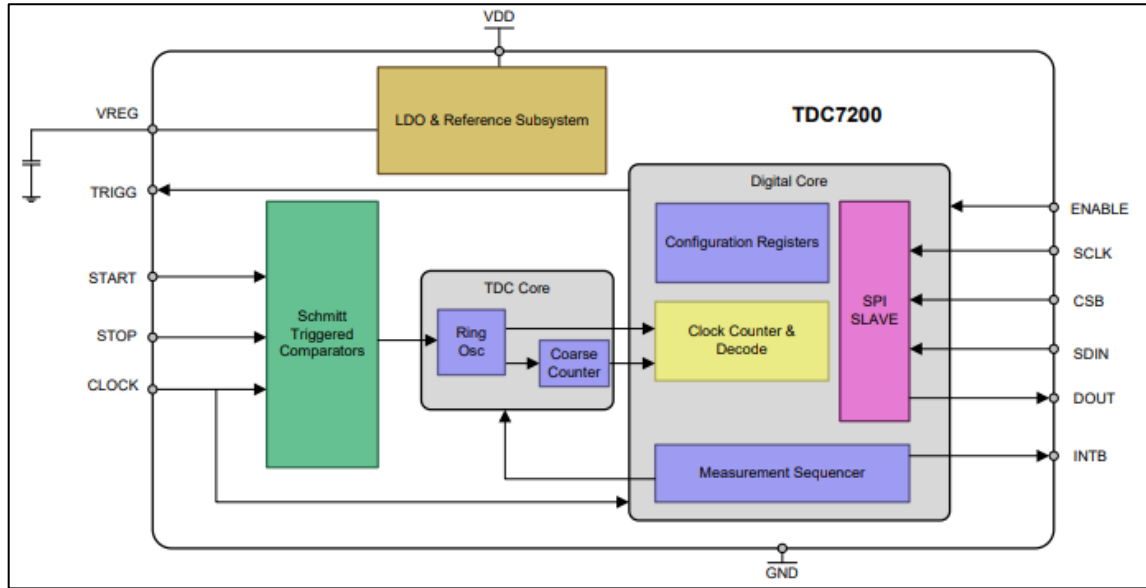 VDD
VREG
LDO & Reference Subsystem
TDC7200
TRIGG
Digital Core
ENABLE
Configuration Registers
SCLK
START
TDC Core
SPI
SLAVE
CSB
Schmitt
Triggered
Comparators
STOP
Ring
Osc
Clock Counter &
Decode
SDIN
Coarse
Counter
CLOCK
DOUT
Measurement Sequencer
INTB
GND